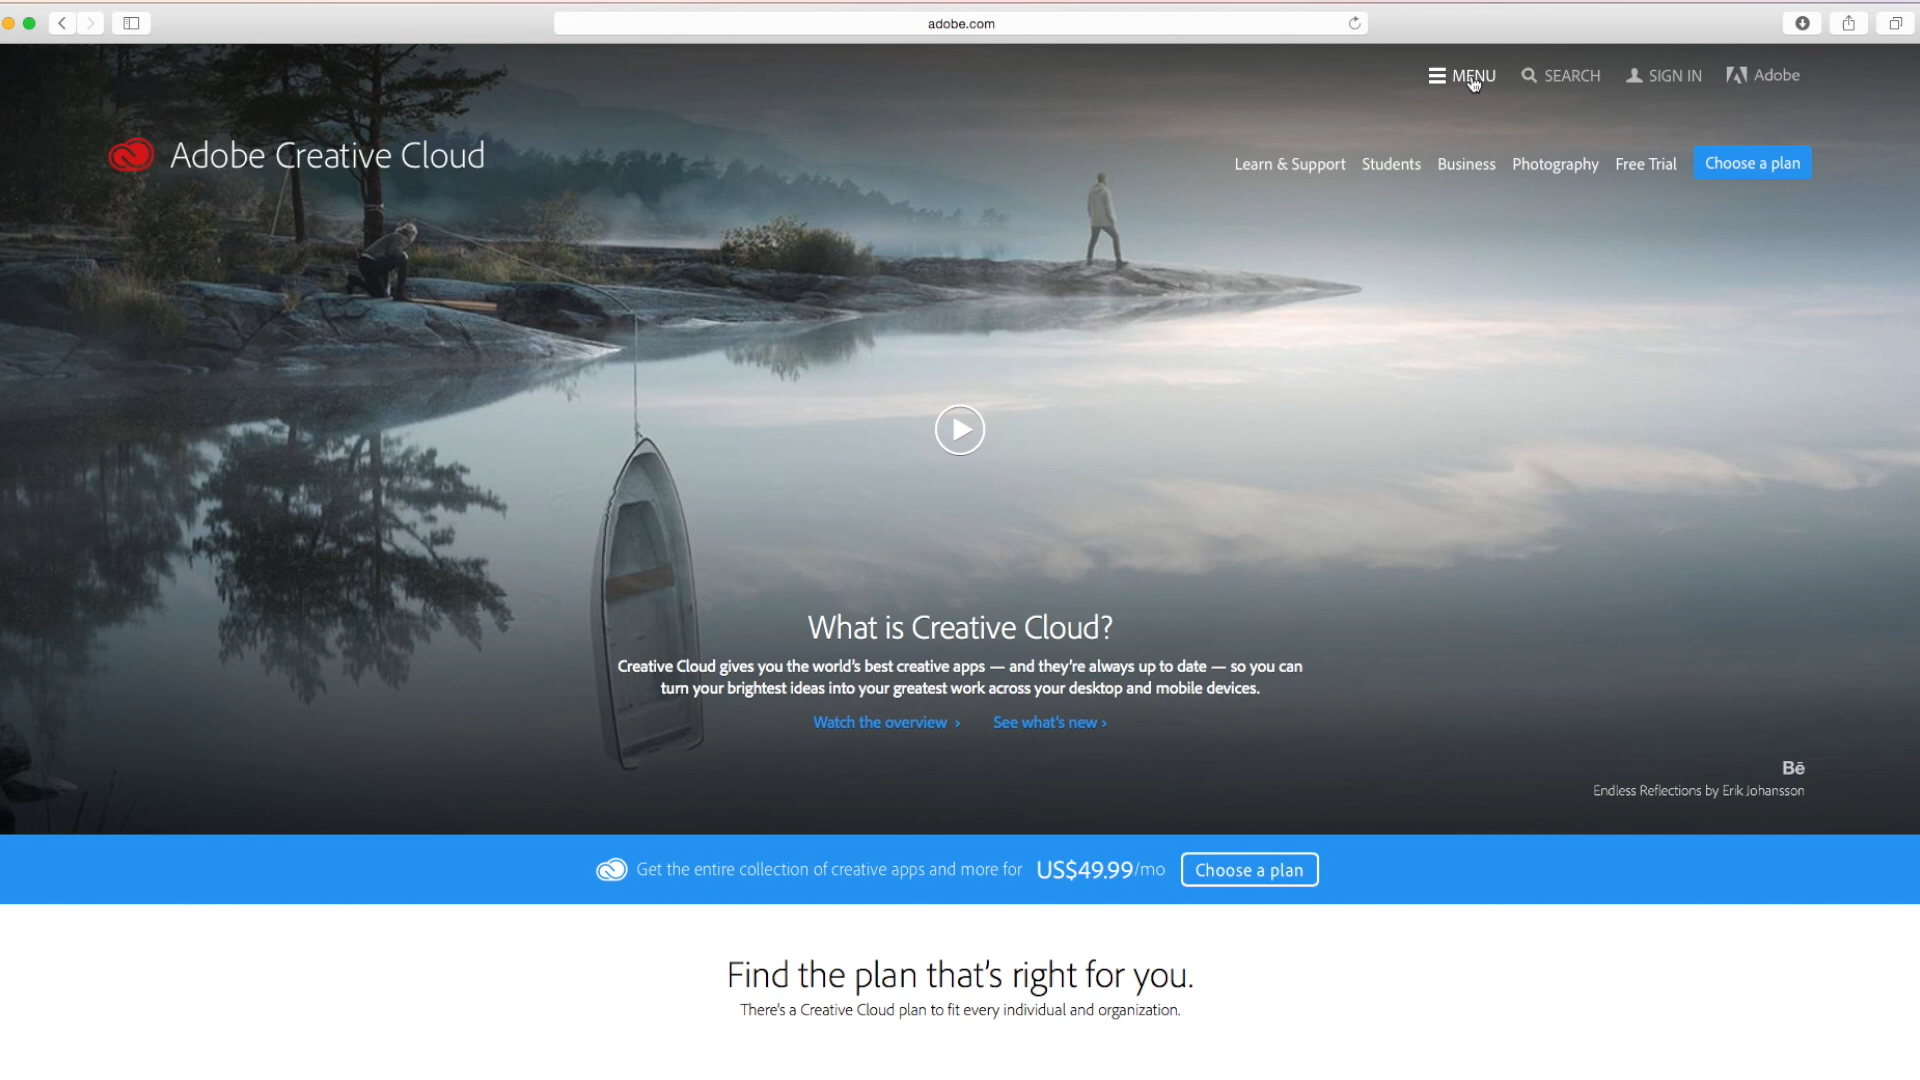 adobe.com
MENU SEARCH SIGN IN Adobe
Adobe Creative Cloud
Learn & Support Students Business Photography Free Trial Choose a plan
What is Creative Cloud?
Creative Cloud gives you the world's best creative apps — and they're always up to date — so you can
turn your brightest ideas into your greatest work across your desktop and mobile devices.
Watch the overview › See what's new ›
Bē
Endless Reflections by Erik Johansson
Get the entire collection of creative apps and more for US$49.99/mo Choose a plan
Find the plan that's right for you.
There's a Creative Cloud plan to fit every individual and organization.